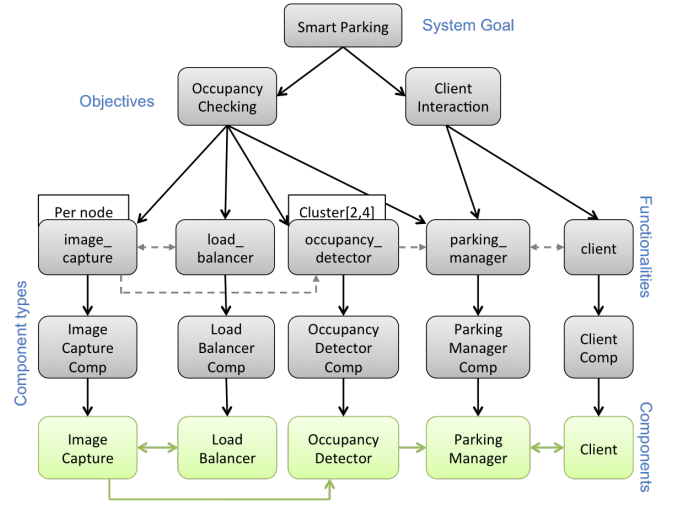 Smart Parking
System Goal
Objectives
Occupancy
Checking
Client
Interaction
Per node
Cluster[2,4]
image_
capture
load_
balancer
occupancy_
detector
parking_
manager
client
Functionalities
Component types
Image
Capture
Comp
Load
Balancer
Comp
Occupancy
Detector
Comp
Parking
Manager
Comp
Client
Comp
Image
Capture
Load
Balancer
Occupancy
Detector
Parking
Manager
Client
Components